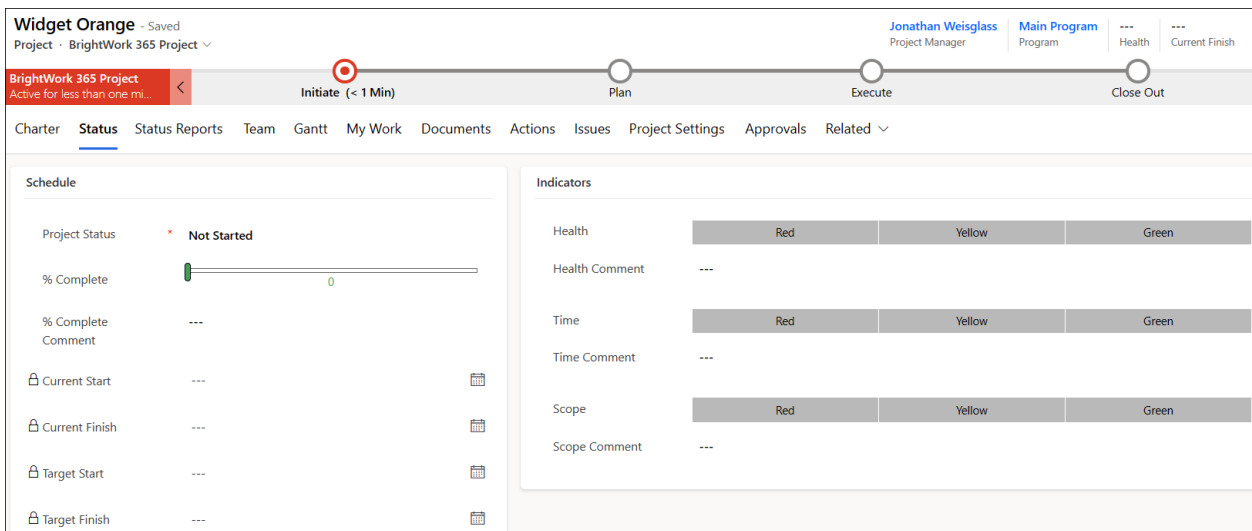 Widget Orange - Saved
Project · BrightWork 365 Project
Jonathan Weisglass
Project Manager
Main Program
Program
---
Health
---
Current Finish
BrightWork 365 Project
Active for less than one mi...
Initiate (< 1 Min)
Plan
Execute
Close Out
Charter Status Status Reports Team Gantt My Work Documents Actions Issues Project Settings Approvals Related
Schedule
Project Status * Not Started
% Complete
0
% Complete
Comment
---
Current Start ---
Current Finish ---
Target Start ---
Target Finish ---
Indicators
Health Red Yellow Green
Health Comment ---
Time Red Yellow Green
Time Comment ---
Scope Red Yellow Green
Scope Comment ---